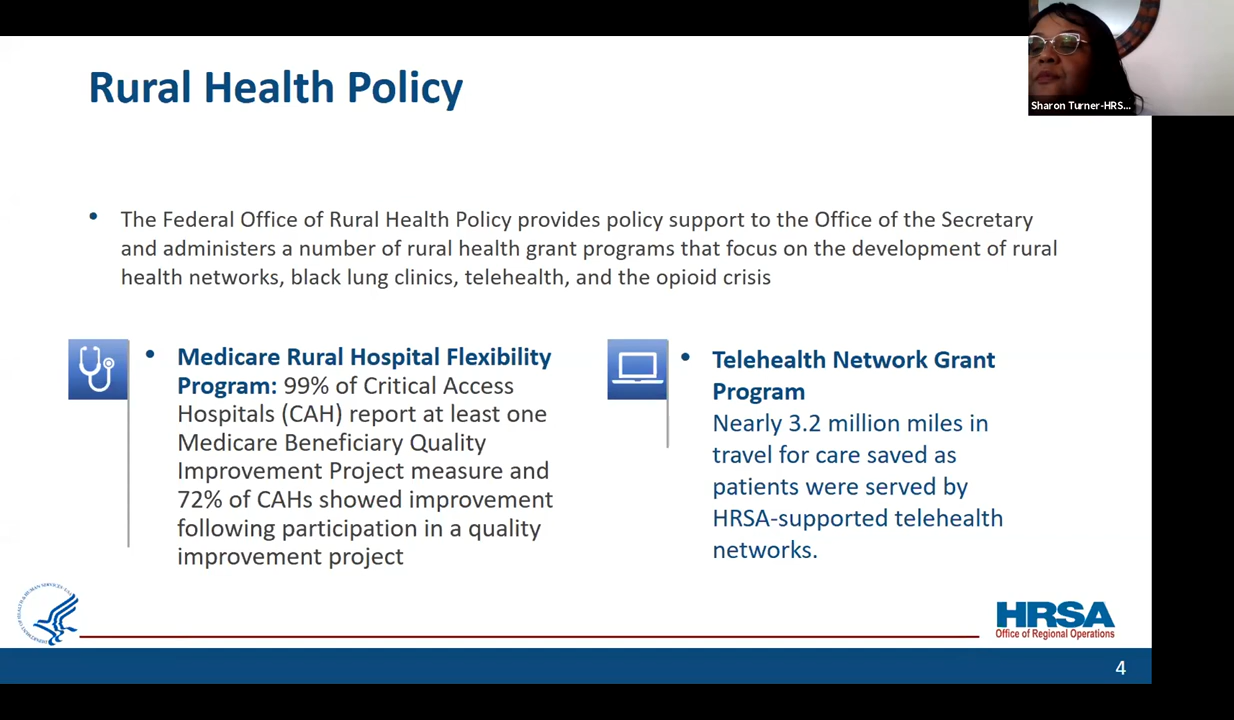 Rural Health Policy
Sharon Turner-HRS...
• The Federal Office of Rural Health Policy provides policy support to the Office of the Secretary
and administers a number of rural health grant programs that focus on the development of rural
health networks, black lung clinics, telehealth, and the opioid crisis
• Medicare Rural Hospital Flexibility
Program: 99% of Critical Access
Hospitals (CAH) report at least one
Medicare Beneficiary Quality
Improvement Project measure and
72% of CAHs showed improvement
following participation in a quality
improvement project
• Telehealth Network Grant
Program
Nearly 3.2 million miles in
travel for care saved as
patients were served by
HRSA-supported telehealth
networks.
HRSA
Office of Regional Operations
4